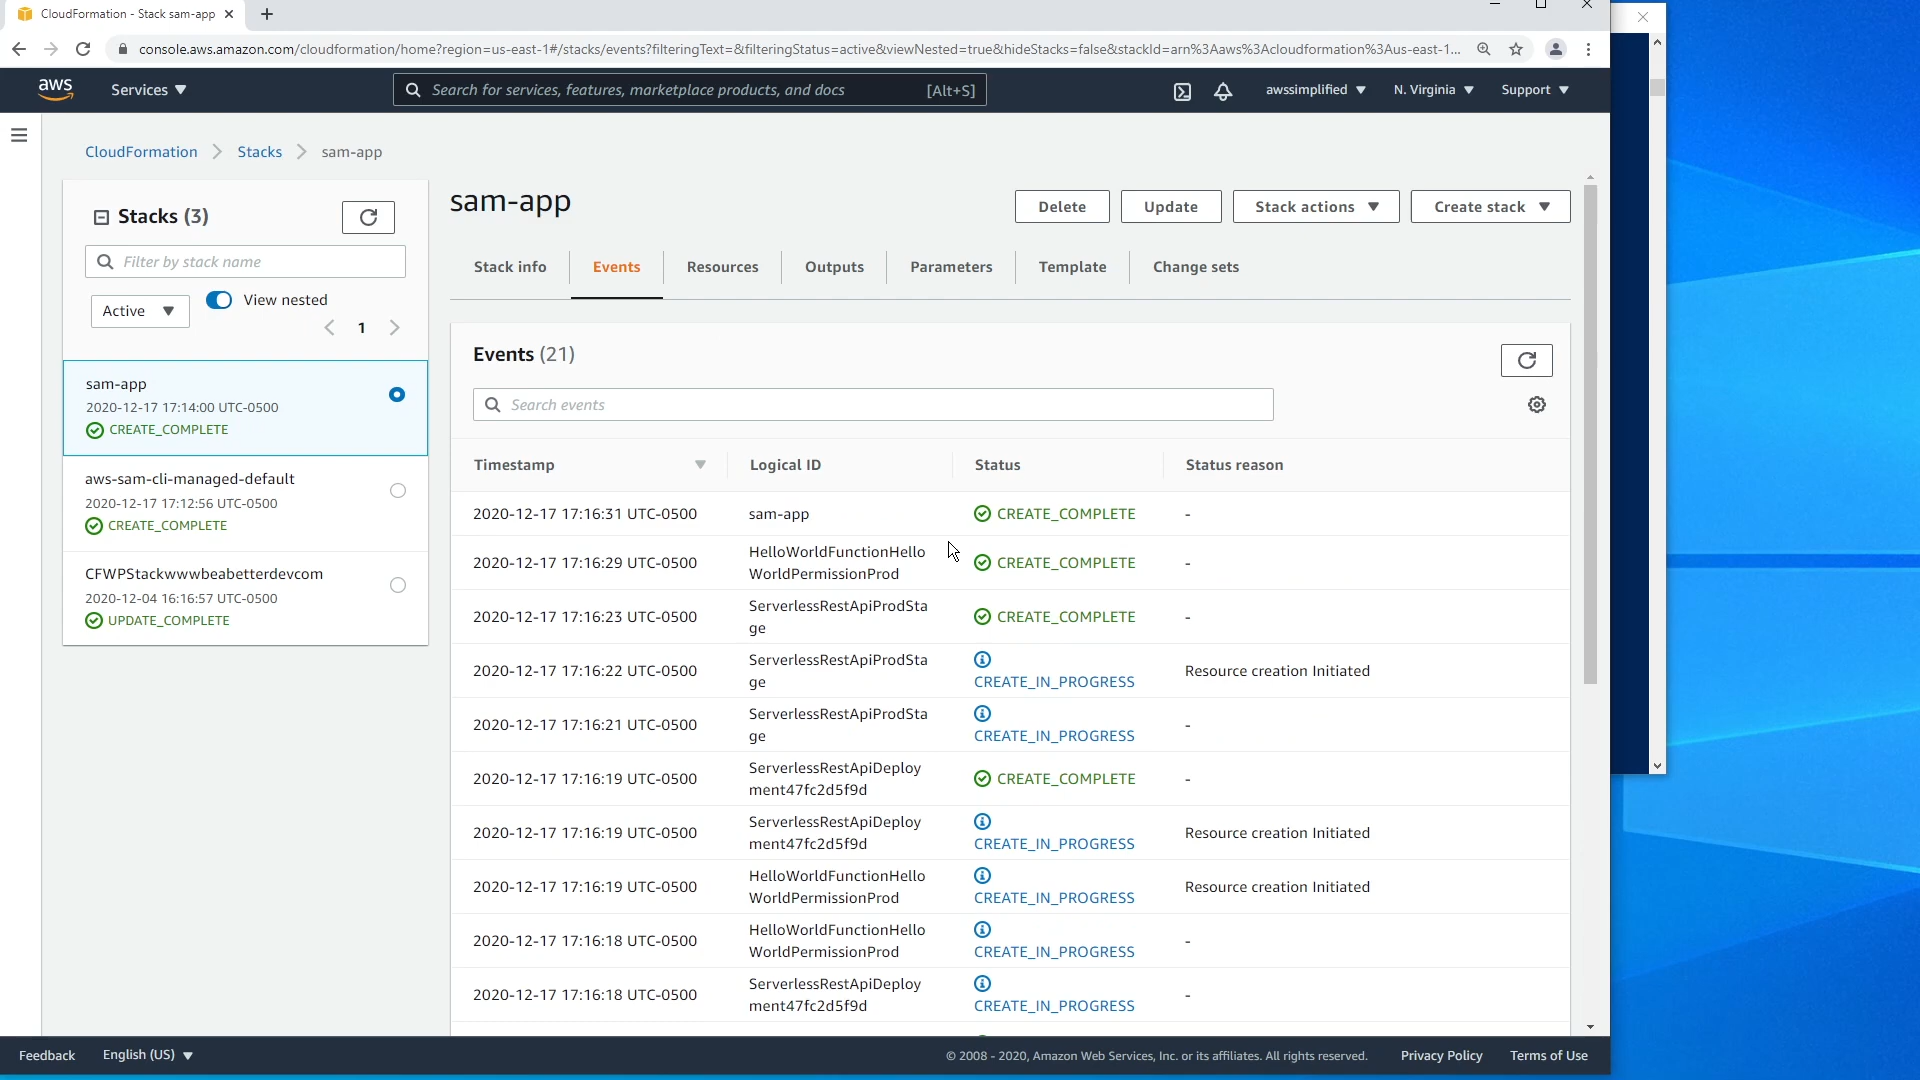 CloudFormation - Stack sam-app
console.aws.amazon.com/cloudformation/home?region=us-east-1#/stacks/events?filteringText=&filteringStatus=active&viewNested=true&hideStacks=false&stackId=arn%3Aaws%3Acloudformation%3Aus-east-1...
aws
Services
Search for services, features, marketplace products, and docs [Alt+S]
awssimplified
N. Virginia
Support
CloudFormation
Stacks
sam-app
Stacks (3)
Filter by stack name
Active
View nested
1
sam-app
2020-12-17 17:14:00 UTC-0500
CREATE_COMPLETE
aws-sam-cli-managed-default
2020-12-17 17:12:56 UTC-0500
CREATE_COMPLETE
CFWPStackwwwbeabetterdevcom
2020-12-04 16:16:57 UTC-0500
UPDATE_COMPLETE
sam-app
Delete
Update
Stack actions
Create stack
Stack info
Events
Resources
Outputs
Parameters
Template
Change sets
Events (21)
Search events
Timestamp Logical ID Status Status reason
2020-12-17 17:16:31 UTC-0500 sam-app CREATE_COMPLETE -
2020-12-17 17:16:29 UTC-0500 HelloWorldFunctionHello
WorldPermissionProd CREATE_COMPLETE -
2020-12-17 17:16:23 UTC-0500 ServerlessRestApiProdSta
ge CREATE_COMPLETE -
2020-12-17 17:16:22 UTC-0500 ServerlessRestApiProdSta
ge CREATE_IN_PROGRESS Resource creation Initiated
2020-12-17 17:16:21 UTC-0500 ServerlessRestApiProdSta
ge CREATE_IN_PROGRESS -
2020-12-17 17:16:19 UTC-0500 ServerlessRestApiDeploy
ment47fc2d5f9d CREATE_COMPLETE -
2020-12-17 17:16:19 UTC-0500 ServerlessRestApiDeploy
ment47fc2d5f9d CREATE_IN_PROGRESS Resource creation Initiated
2020-12-17 17:16:19 UTC-0500 HelloWorldFunctionHello
WorldPermissionProd CREATE_IN_PROGRESS Resource creation Initiated
2020-12-17 17:16:18 UTC-0500 HelloWorldFunctionHello
WorldPermissionProd CREATE_IN_PROGRESS -
2020-12-17 17:16:18 UTC-0500 ServerlessRestApiDeploy
ment47fc2d5f9d CREATE_IN_PROGRESS -
Feedback
English (US)
© 2008 - 2020, Amazon Web Services, Inc. or its affiliates. All rights reserved.
Privacy Policy
Terms of Use